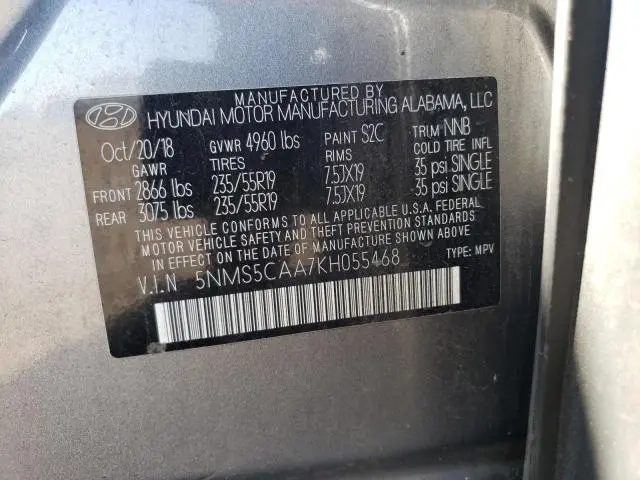 MANUFACTURED BY
HYUNDAI MOTOR MANUFACTURING ALABAMA, LLC
Oct/20/18 GVWR 4960 lbs PAINT S2C TRIM NNB
GAWR TIRES RIMS COLD TIRE INFL
FRONT 2866 lbs 235/55R19 7.5JX19 35 psi SINGLE
REAR 3075 lbs 235/55R19 7.5JX19 35 psi SINGLE
THIS VEHICLE CONFORMS TO ALL APPLICABLE U.S.A. FEDERAL
MOTOR VEHICLE SAFETY AND THEFT PREVENTION STANDARDS
IN EFFECT ON THE DATE OF MANUFACTURE SHOWN ABOVE.
V.I.N 5NMS5CAA7KH055468 TYPE: MPV